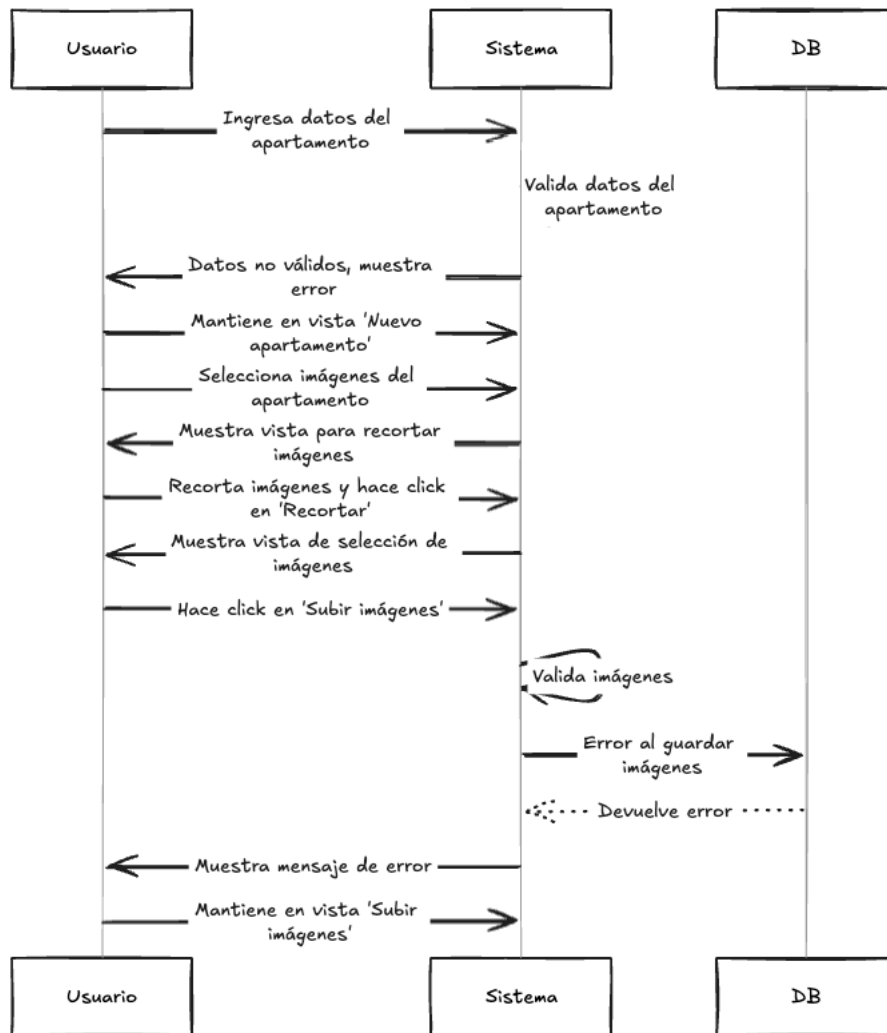 Usuario
Sistema
DB
Ingresa datos del
apartamento
Valida datos del
apartamento
Datos no válidos, muestra
error
Mantiene en vista 'Nuevo
apartamento'
Selecciona imágenes del
apartamento
Muestra vista para recortar
imágenes
Recorta imágenes y hace click
en 'Recortar'
Muestra vista de selección de
imágenes
Hace click en 'Subir imágenes'
Valida imágenes
Error al guardar
imágenes
Devuelve error
Muestra mensaje de error
Mantiene en vista 'Subir
imágenes'
Usuario
Sistema
DB